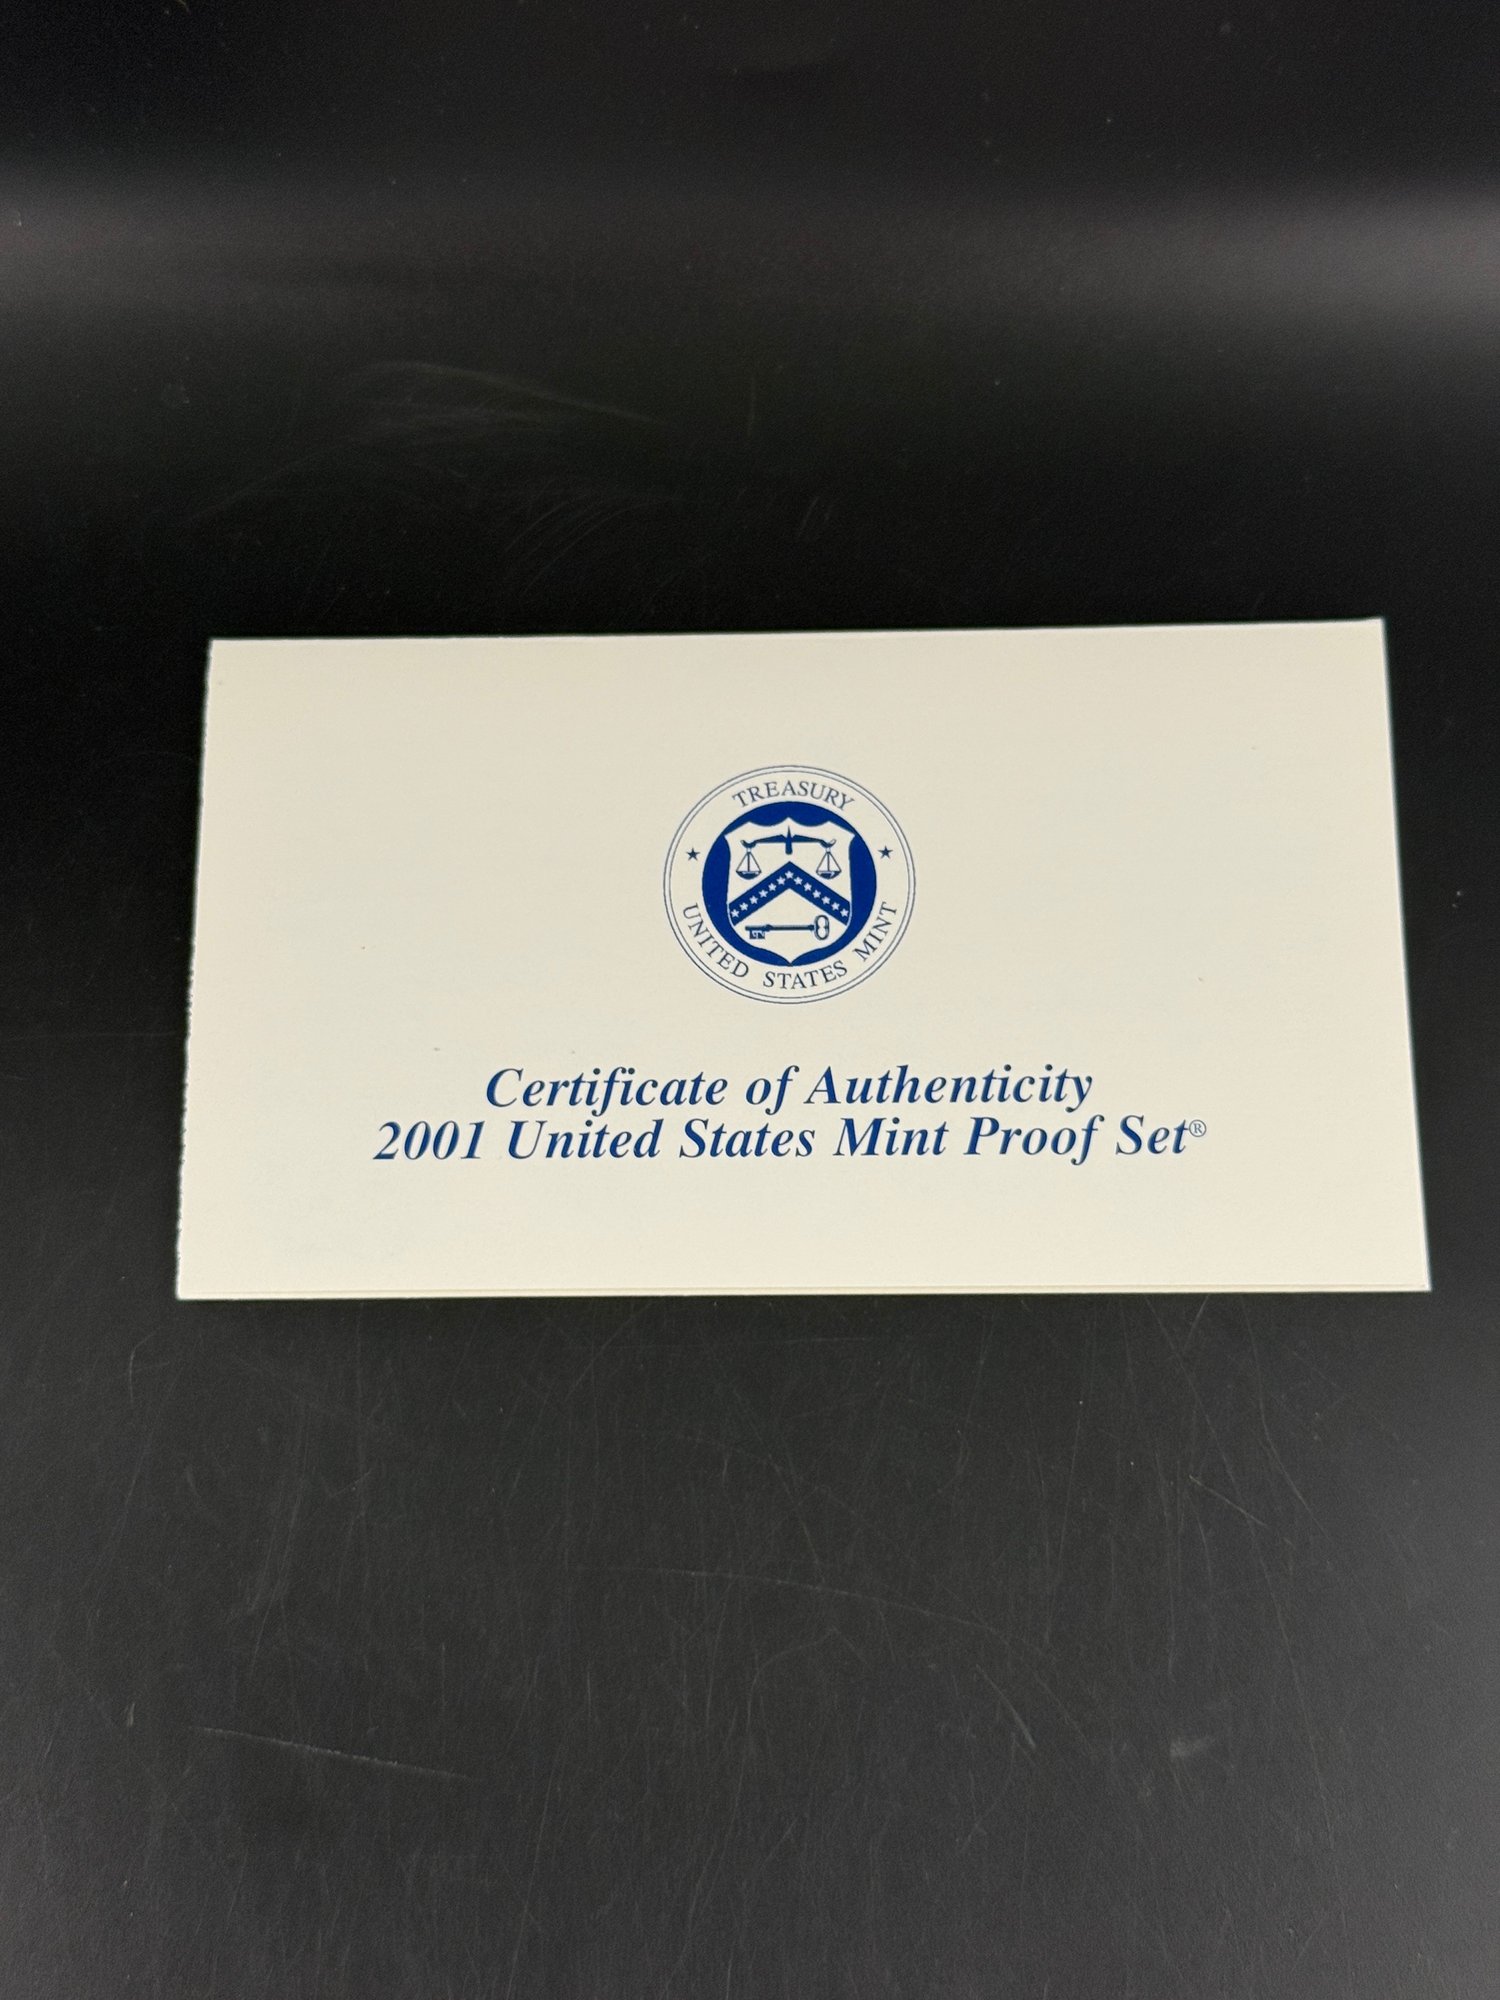 TREASURY
UNITED STATES MINT
Certificate of Authenticity
2001 United States Mint Proof Set®